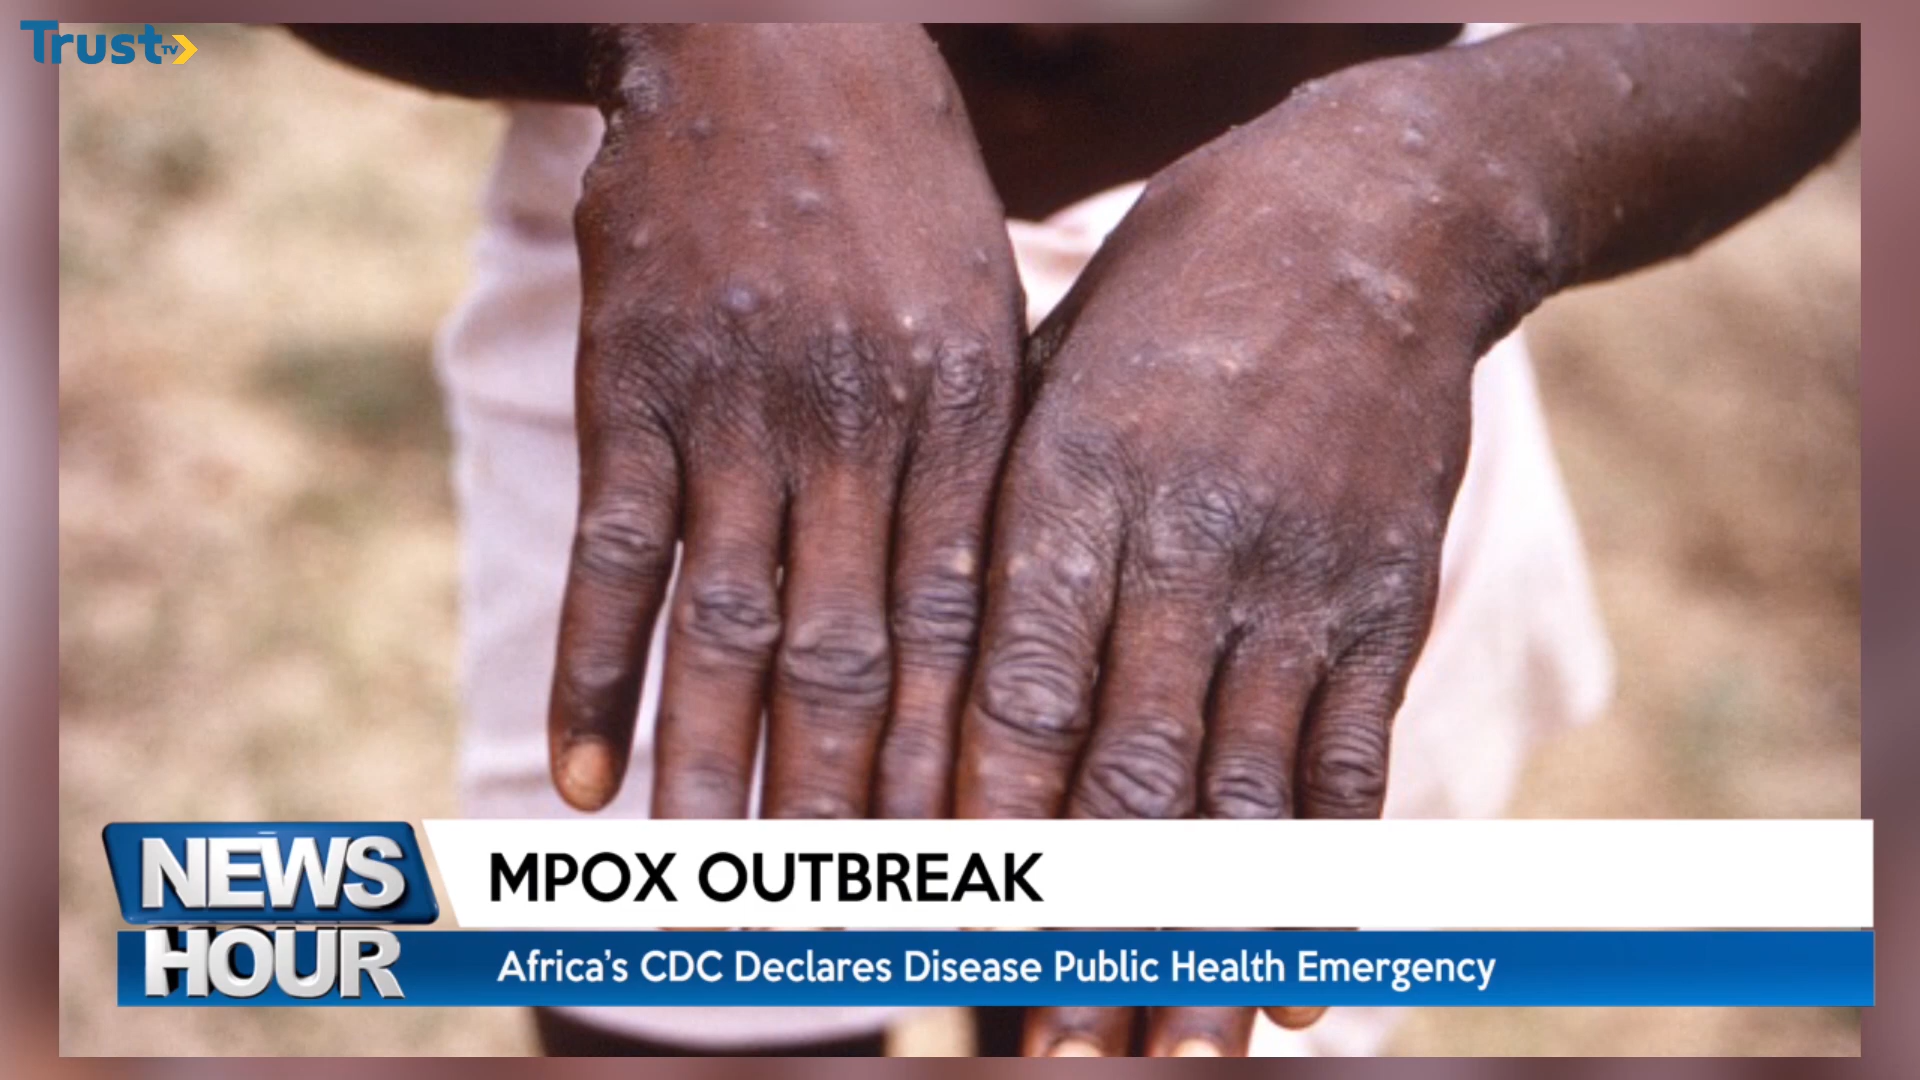 Trust TV
MPOX OUTBREAK
NEWS
HOUR
Africa's CDC Declares Disease Public Health Emergency